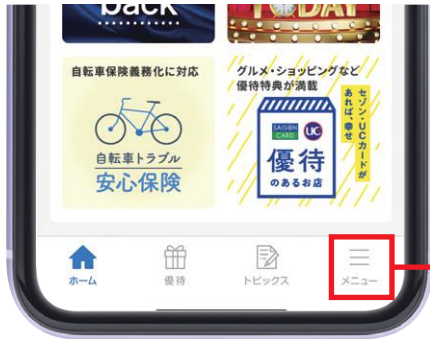 back
TODAY
自転車保険義務化に対応
自転車トラブル
安心保険
グルメ・ショッピングなど
優待特典が満載
セゾン・UCカードが
あれば、幸せ
SAISON
CARD
UC
優待
のあるお店
ホーム
優待
トピックス
メニュー